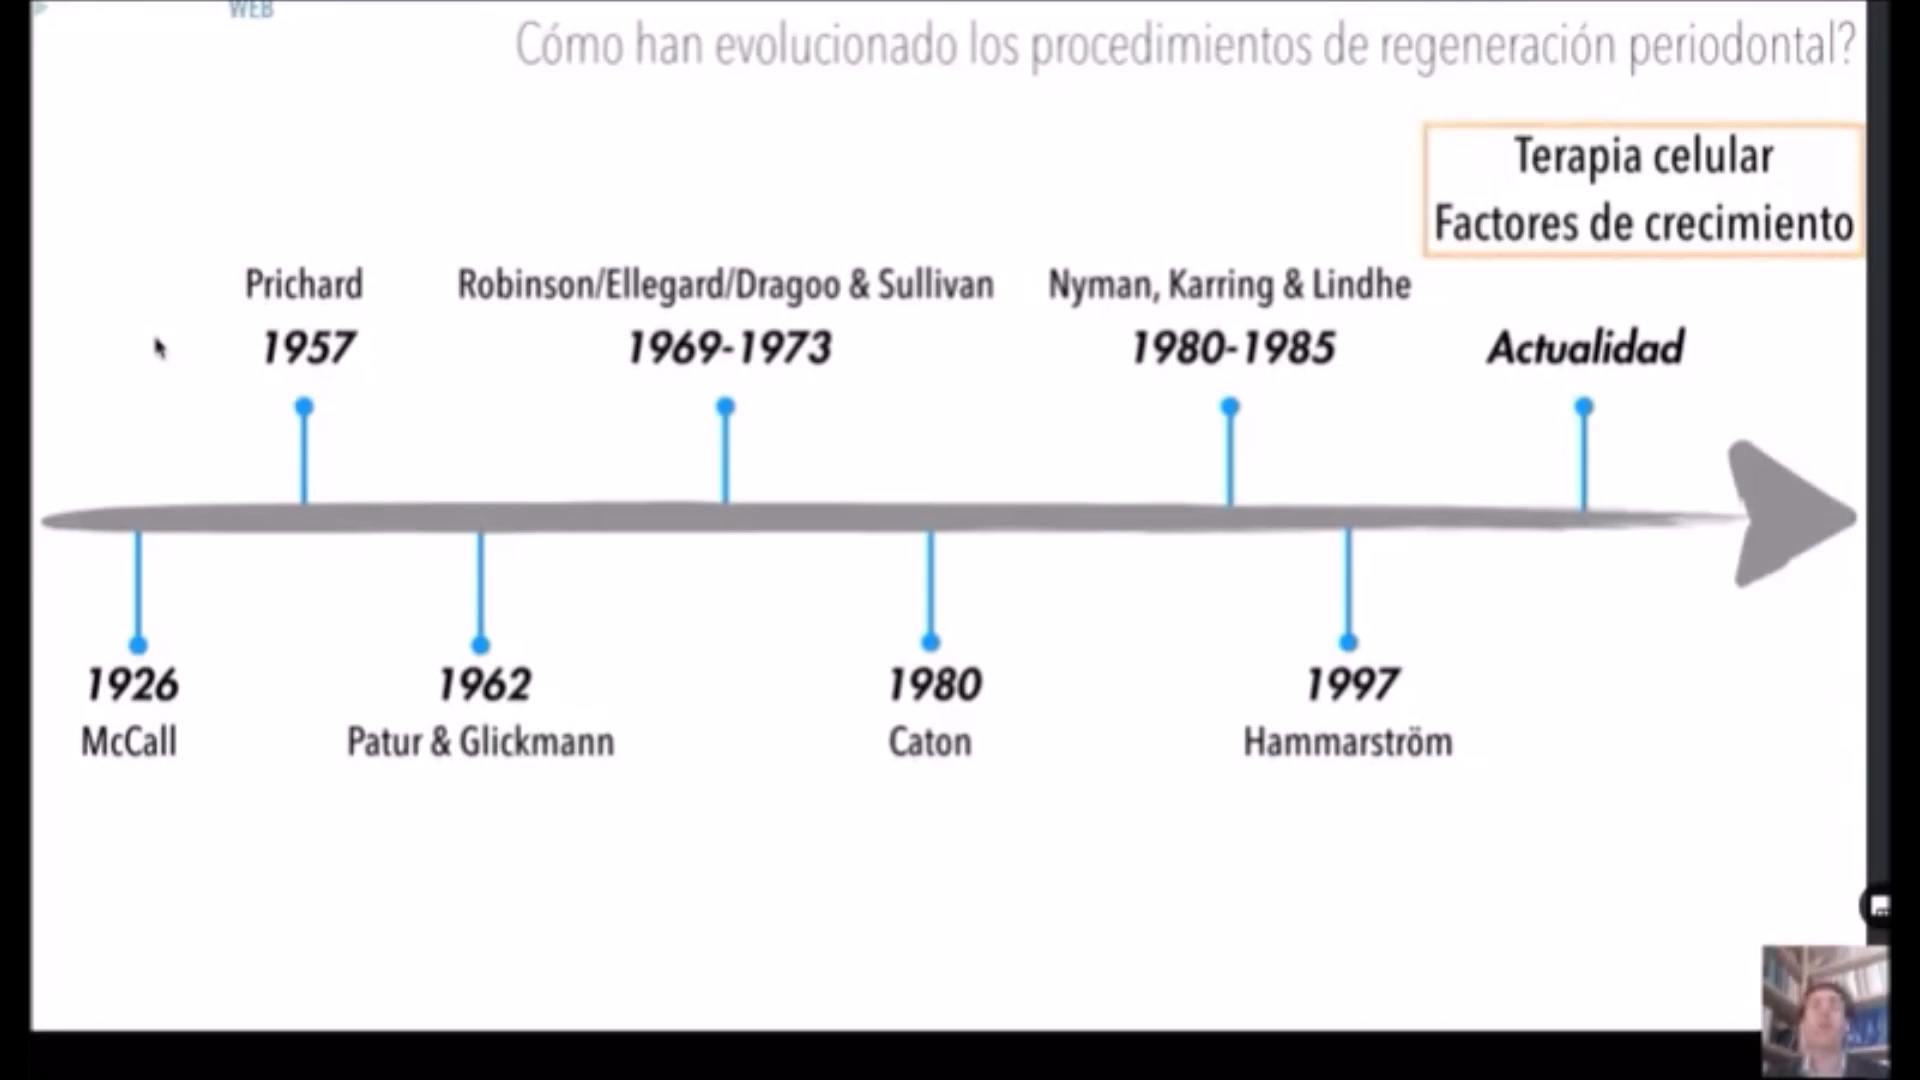 WEB
Cómo han evolucionado los procedimientos de regeneración periodontal?
Terapia celular
Factores de crecimiento
Prichard
1957
Robinson/Ellegard/Dragoo & Sullivan
1969-1973
Nyman, Karring & Lindhe
1980-1985
Actualidad
1926
McCall
1962
Patur & Glickmann
1980
Caton
1997
Hammarström